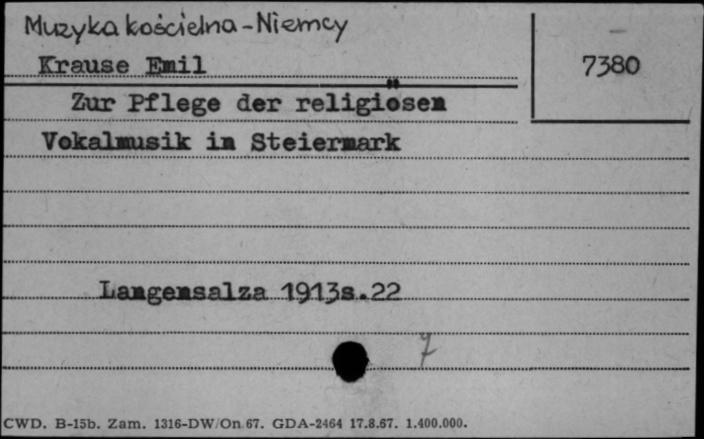 Muzyka kościelna - Niemcy
Krause Emil
7380
Zur Pflege der religiösen
Vokalmusik in Steiermark
Langensalza 1913s.22
7
CWD. B-15b. Zam. 1316-DW/On 67. GDA-2464 17.8.67. 1.400.000.